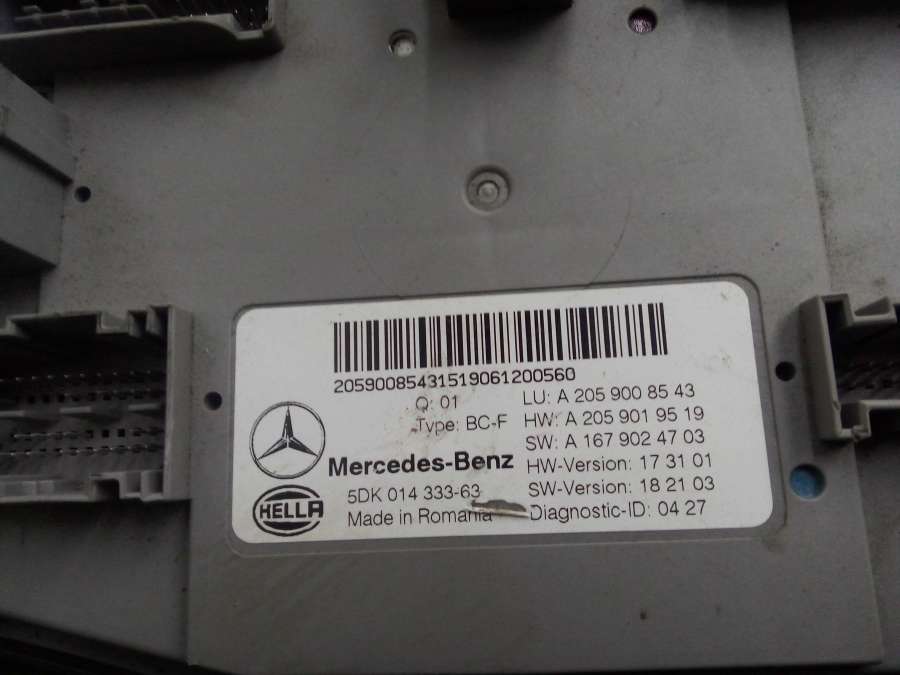 20590085431519061200560
Q: 01
Type: BC-F
Mercedes-Benz
HELLA
5DK 014 333-63
Made in Romania
LU: A 205 900 85 43
HW: A 205 901 95 19
SW: A 167 902 47 03
HW-Version: 17 31 01
SW-Version: 18 21 03
Diagnostic-ID: 04 27